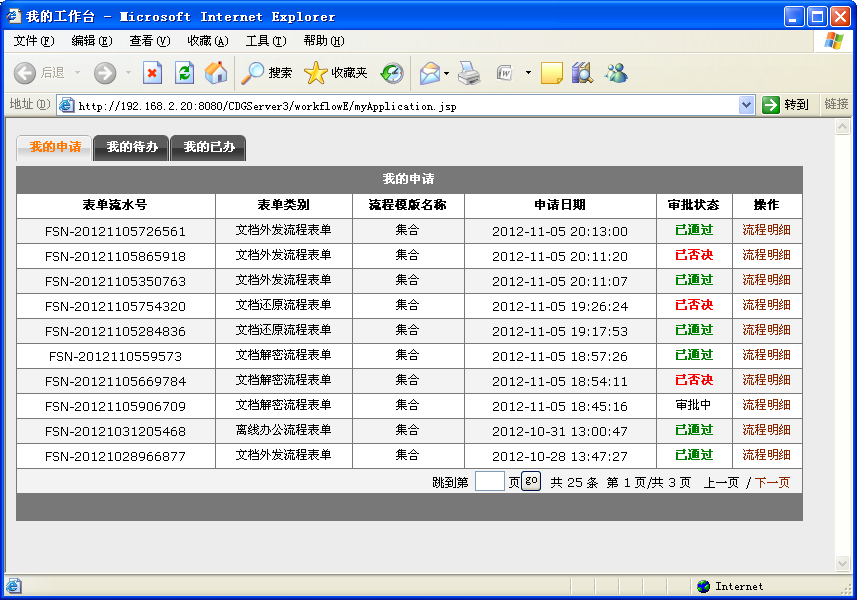 我的工作台 - Microsoft Internet Explorer
文件(F) 编辑(E) 查看(V) 收藏(A) 工具(T) 帮助(H)
后退 搜索 收藏夹
地址(D) http://192.168.2.20:8080/CDGServer3/workflowE/myApplication.jsp 转到 链接
我的申请 我的待办 我的已办
我的申请
表单流水号 表单类别 流程模版名称 申请日期 审批状态 操作
FSN-20121105726561 文档外发流程表单 集合 2012-11-05 20:13:00 已通过 流程明细
FSN-20121105865918 文档外发流程表单 集合 2012-11-05 20:11:20 已否决 流程明细
FSN-20121105350763 文档外发流程表单 集合 2012-11-05 20:11:07 已通过 流程明细
FSN-20121105754320 文档还原流程表单 集合 2012-11-05 19:26:24 已否决 流程明细
FSN-20121105284836 文档还原流程表单 集合 2012-11-05 19:17:53 已通过 流程明细
FSN-2012110559573 文档解密流程表单 集合 2012-11-05 18:57:26 已通过 流程明细
FSN-20121105669784 文档解密流程表单 集合 2012-11-05 18:54:11 已否决 流程明细
FSN-20121105906709 文档解密流程表单 集合 2012-11-05 18:45:16 审批中 流程明细
FSN-20121031205468 离线办公流程表单 集合 2012-10-31 13:00:47 已通过 流程明细
FSN-20121028966877 文档外发流程表单 集合 2012-10-28 13:47:27 已通过 流程明细
跳到第 页 go 共 25 条 第 1 页/共 3 页 上一页 / 下一页
Internet